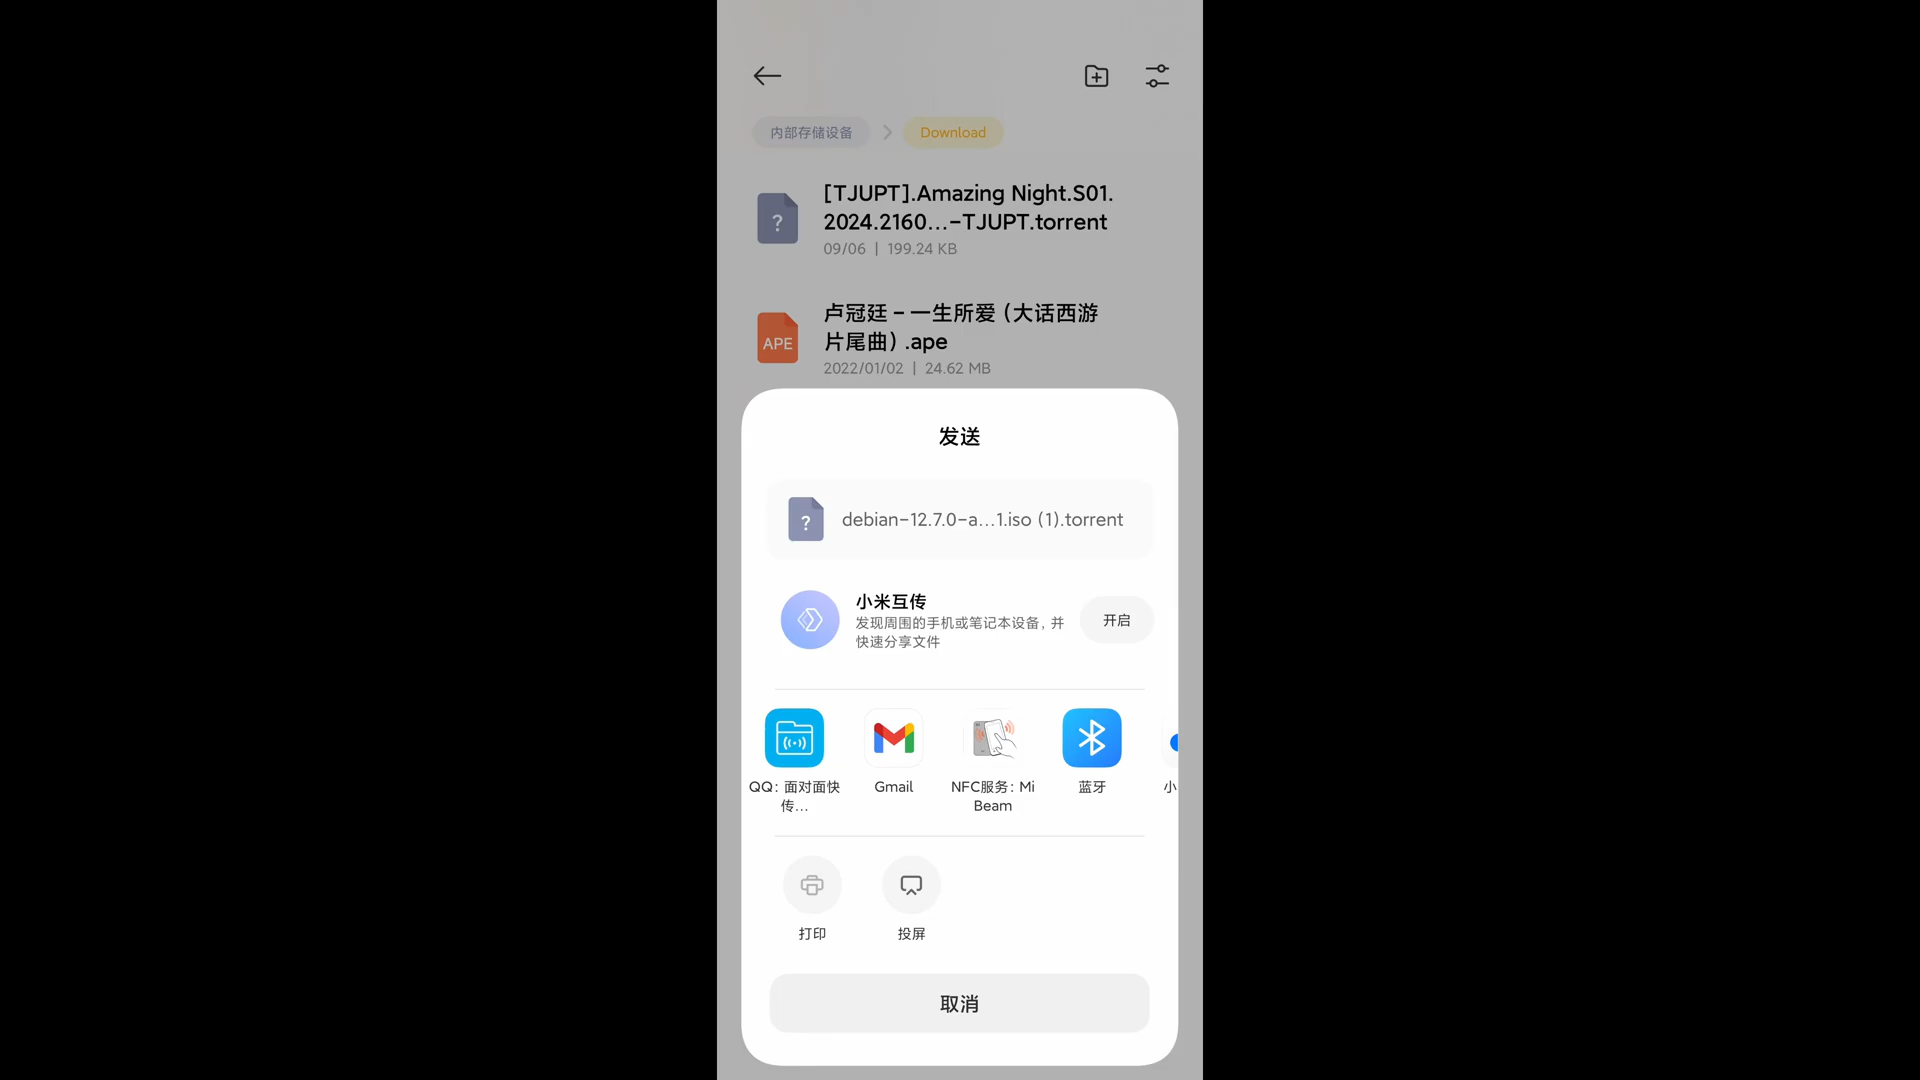 内部存储设备
Download
[TJUPT].Amazing Night.S01.
2024.2160...-TJUPT.torrent
09/06 | 199.24 KB
APE
卢冠廷 – 一生所爱（大话西游
片尾曲）.ape
2022/01/02 | 24.62 MB
发送
?
debian-12.7.0-a...1.iso (1).torrent
小米互传
发现周围的手机或笔记本设备，并
快速分享文件
开启
QQ：面对面快
传...
Gmail
NFC服务：Mi
Beam
蓝牙
小
打印
投屏
取消